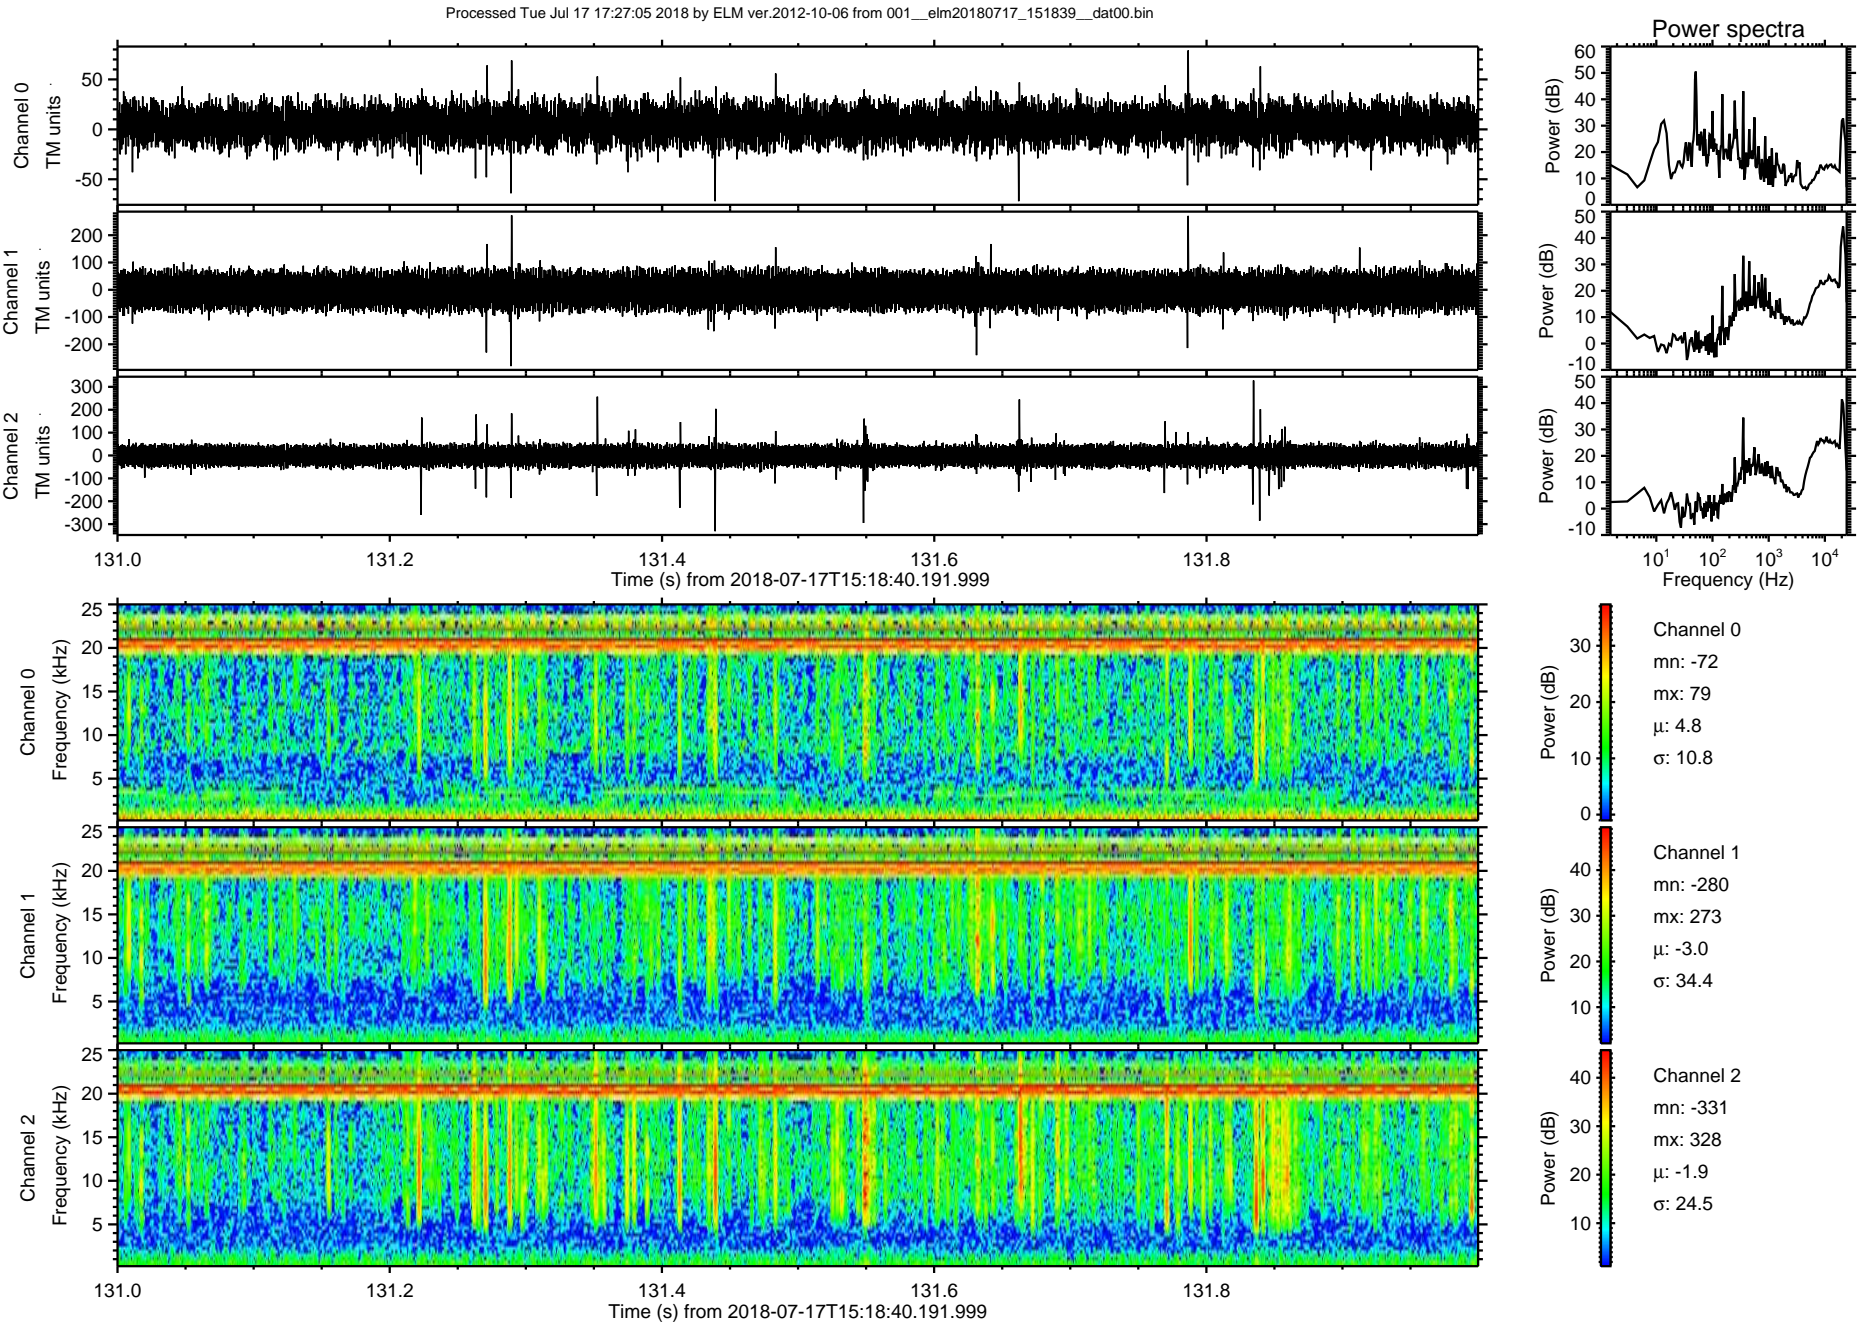 Processed Tue Jul 17 17:27:05 2018 by ELM ver.2012-10-06 from 001__elm20180717_151839__dat00.bin
Power spectra
Channel 0
TM units
50
0
-50
Power (dB)
60
50
40
30
20
10
0
Channel 1
TM units
200
100
0
-100
-200
Power (dB)
50
40
30
20
10
0
-10
Channel 2
TM units
300
200
100
0
-100
-200
-300
Power (dB)
50
40
30
20
10
0
-10
131.0 131.2 131.4 131.6 131.8
Time (s) from 2018-07-17T15:18:40.191.999
10¹ 10² 10³ 10⁴
Frequency (Hz)
Channel 0
Frequency (kHz)
25
20
15
10
5
Power (dB)
30
20
10
0
Channel 0
mn: -72
mx: 79
μ: 4.8
σ: 10.8
Channel 1
Frequency (kHz)
25
20
15
10
5
Power (dB)
40
30
20
10
Channel 1
mn: -280
mx: 273
μ: -3.0
σ: 34.4
Channel 2
Frequency (kHz)
25
20
15
10
5
Power (dB)
40
30
20
10
Channel 2
mn: -331
mx: 328
μ: -1.9
σ: 24.5
131.0 131.2 131.4 131.6 131.8
Time (s) from 2018-07-17T15:18:40.191.999